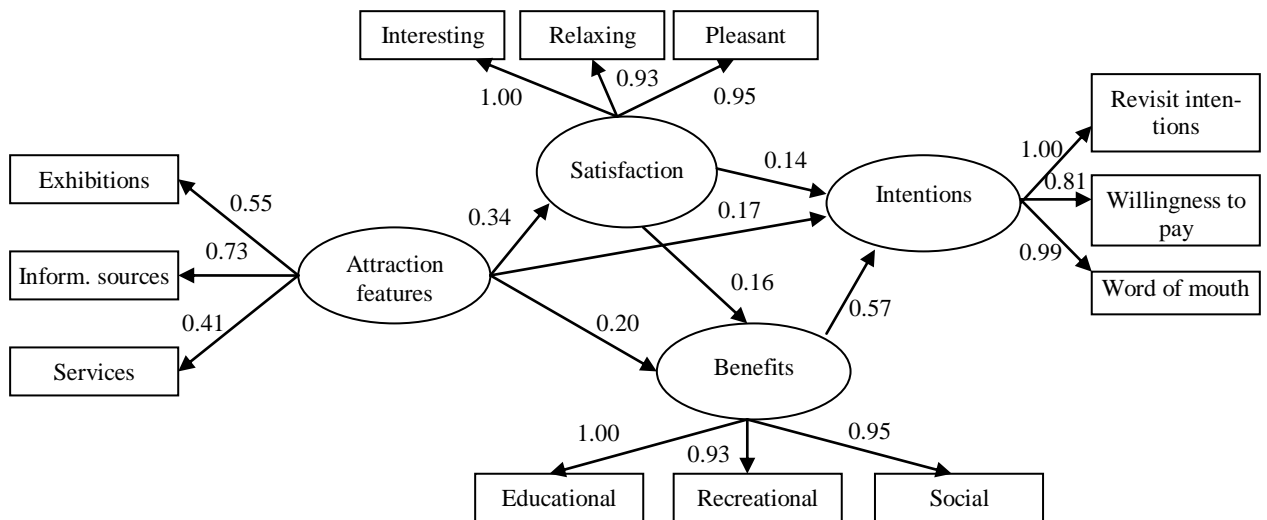 Interesting
Relaxing
Pleasant
1.00
0.93
0.95
Revisit inten-
tions
1.00
Exhibitions
Satisfaction
0.14
Intentions
0.81
Willingness to
pay
0.55
0.34
0.17
0.99
Inform. sources
0.73
Attraction
features
0.16
Word of mouth
0.41
0.20
0.57
Services
Benefits
1.00
0.93
0.95
Educational
Recreational
Social